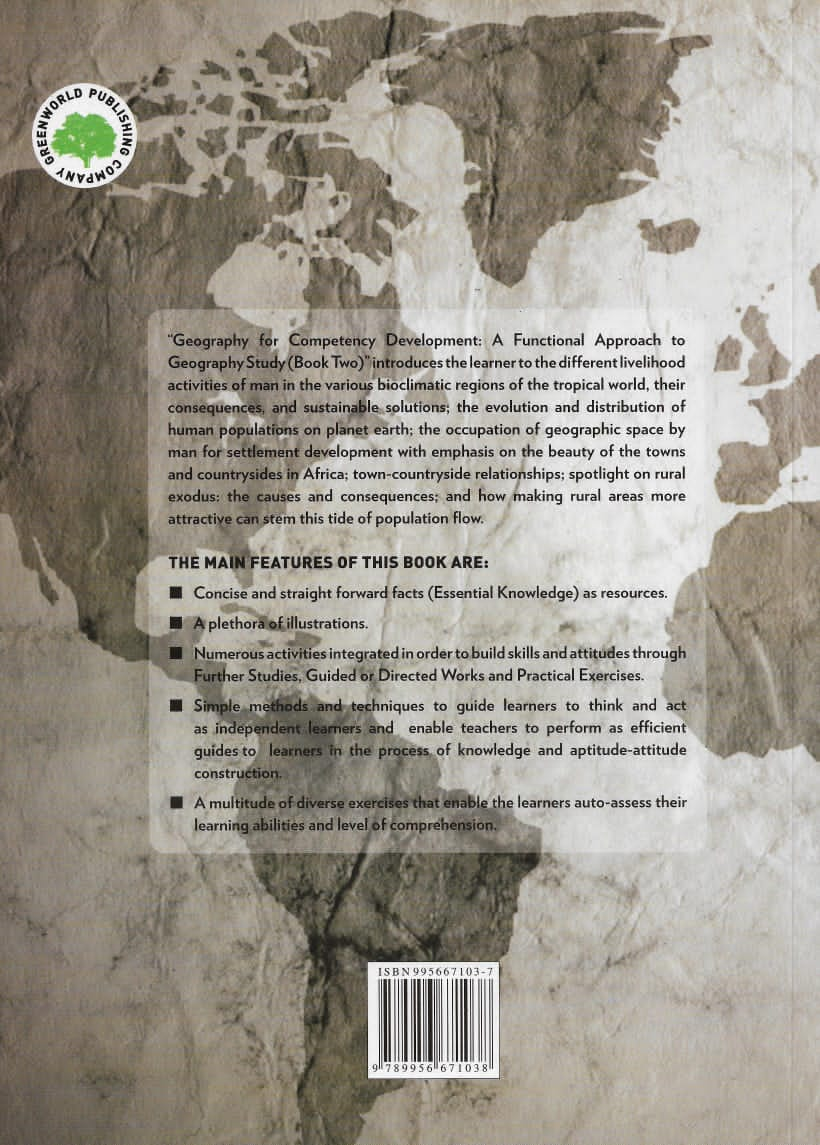 GREENWORLD PUBLISHING COMPANY
"Geography for Competency Development: A Functional Approach to
Geography Study (Book Two)" introduces the learner to the different livelihood
activities of man in the various bioclimatic regions of the tropical world, their
consequences, and sustainable solutions; the evolution and distribution of
human populations on planet earth; the occupation of geographic space by
man for settlement development with emphasis on the beauty of the towns
and countrysides in Africa; town-countryside relationships; spotlight on rural
exodus: the causes and consequences; and how making rural areas more
attractive can stem this tide of population flow.
THE MAIN FEATURES OF THIS BOOK ARE:
■ Concise and straight forward facts (Essential Knowledge) as resources.
■ A plethora of illustrations.
■ Numerous activities integrated in order to build skills and attitudes through
Further Studies, Guided or Directed Works and Practical Exercises.
■ Simple methods and techniques to guide learners to think and act
as independent learners and enable teachers to perform as efficient
guides to learners in the process of knowledge and aptitude-attitude
construction.
■ A multitude of diverse exercises that enable the learners auto-assess their
learning abilities and level of comprehension.
ISBN 995667103-7
9 789956 671038